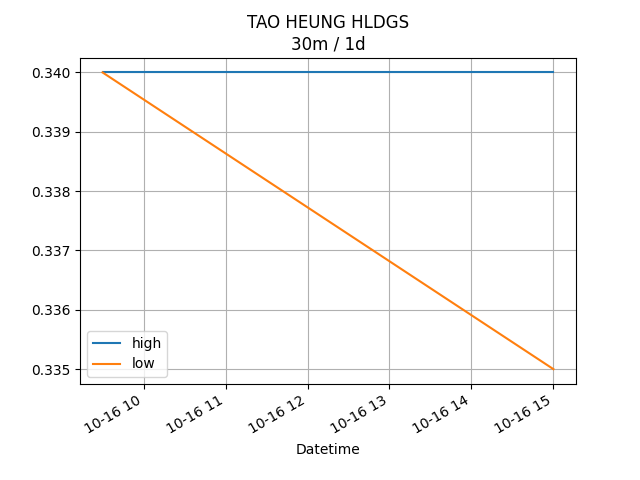 TAO HEUNG HLDGS
30m / 1d
0.340
0.339
0.338
0.337
0.336
0.335
high
low
10-16 10
10-16 11
10-16 12
10-16 13
10-16 14
10-16 15
Datetime